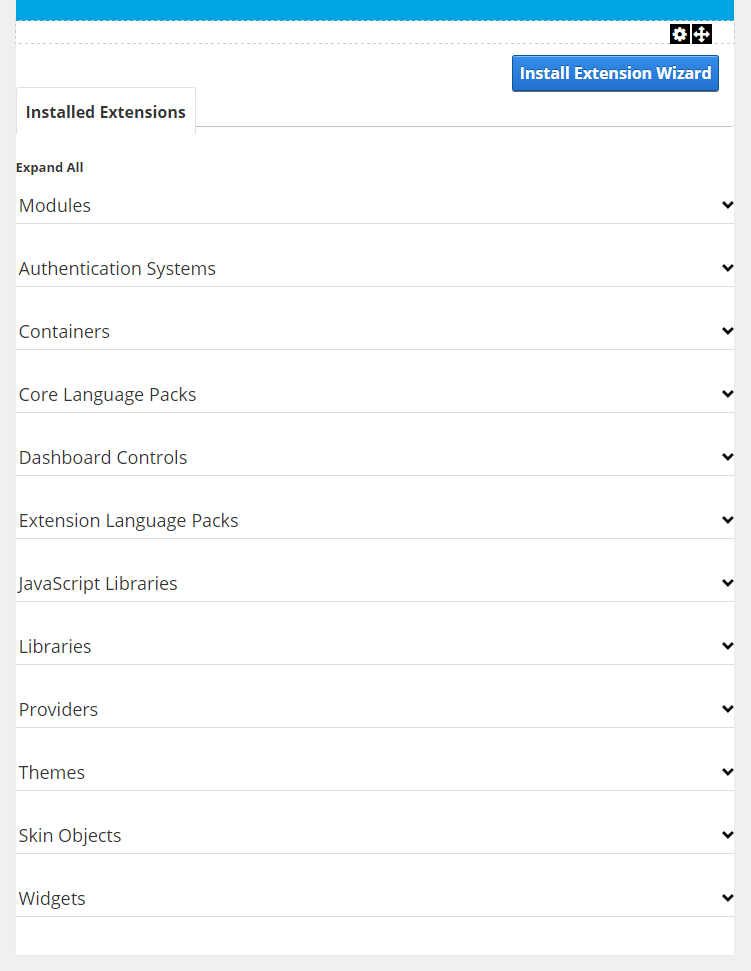 Install Extension Wizard
Installed Extensions
Expand All
Modules
Authentication Systems
Containers
Core Language Packs
Dashboard Controls
Extension Language Packs
JavaScript Libraries
Libraries
Providers
Themes
Skin Objects
Widgets